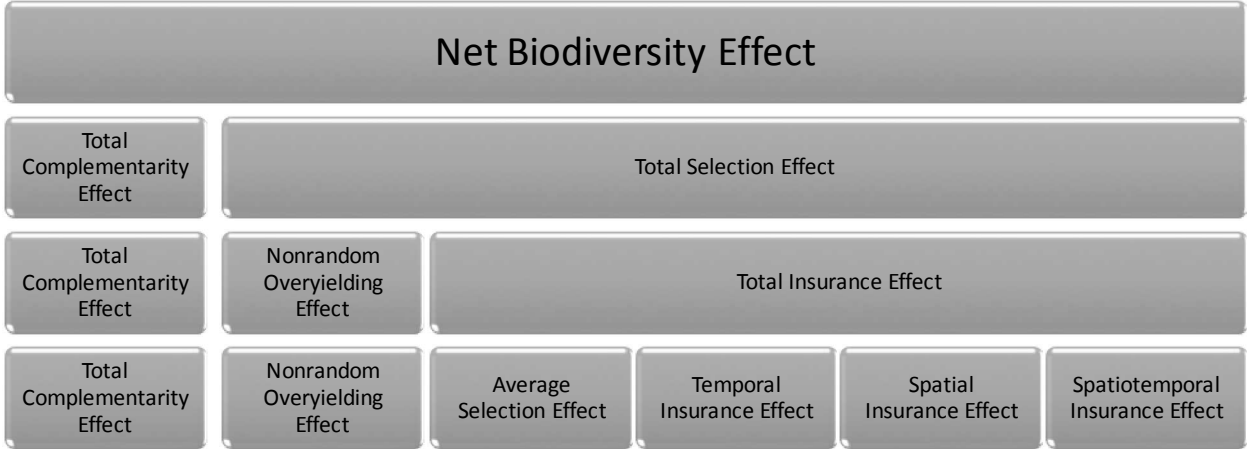 Net Biodiversity Effect
Total
Complementarity
Effect
Total Selection Effect
Total
Complementarity
Effect
Nonrandom
Overyielding
Effect
Total Insurance Effect
Total
Complementarity
Effect
Nonrandom
Overyielding
Effect
Average
Selection Effect
Temporal
Insurance Effect
Spatial
Insurance Effect
Spatiotemporal
Insurance Effect